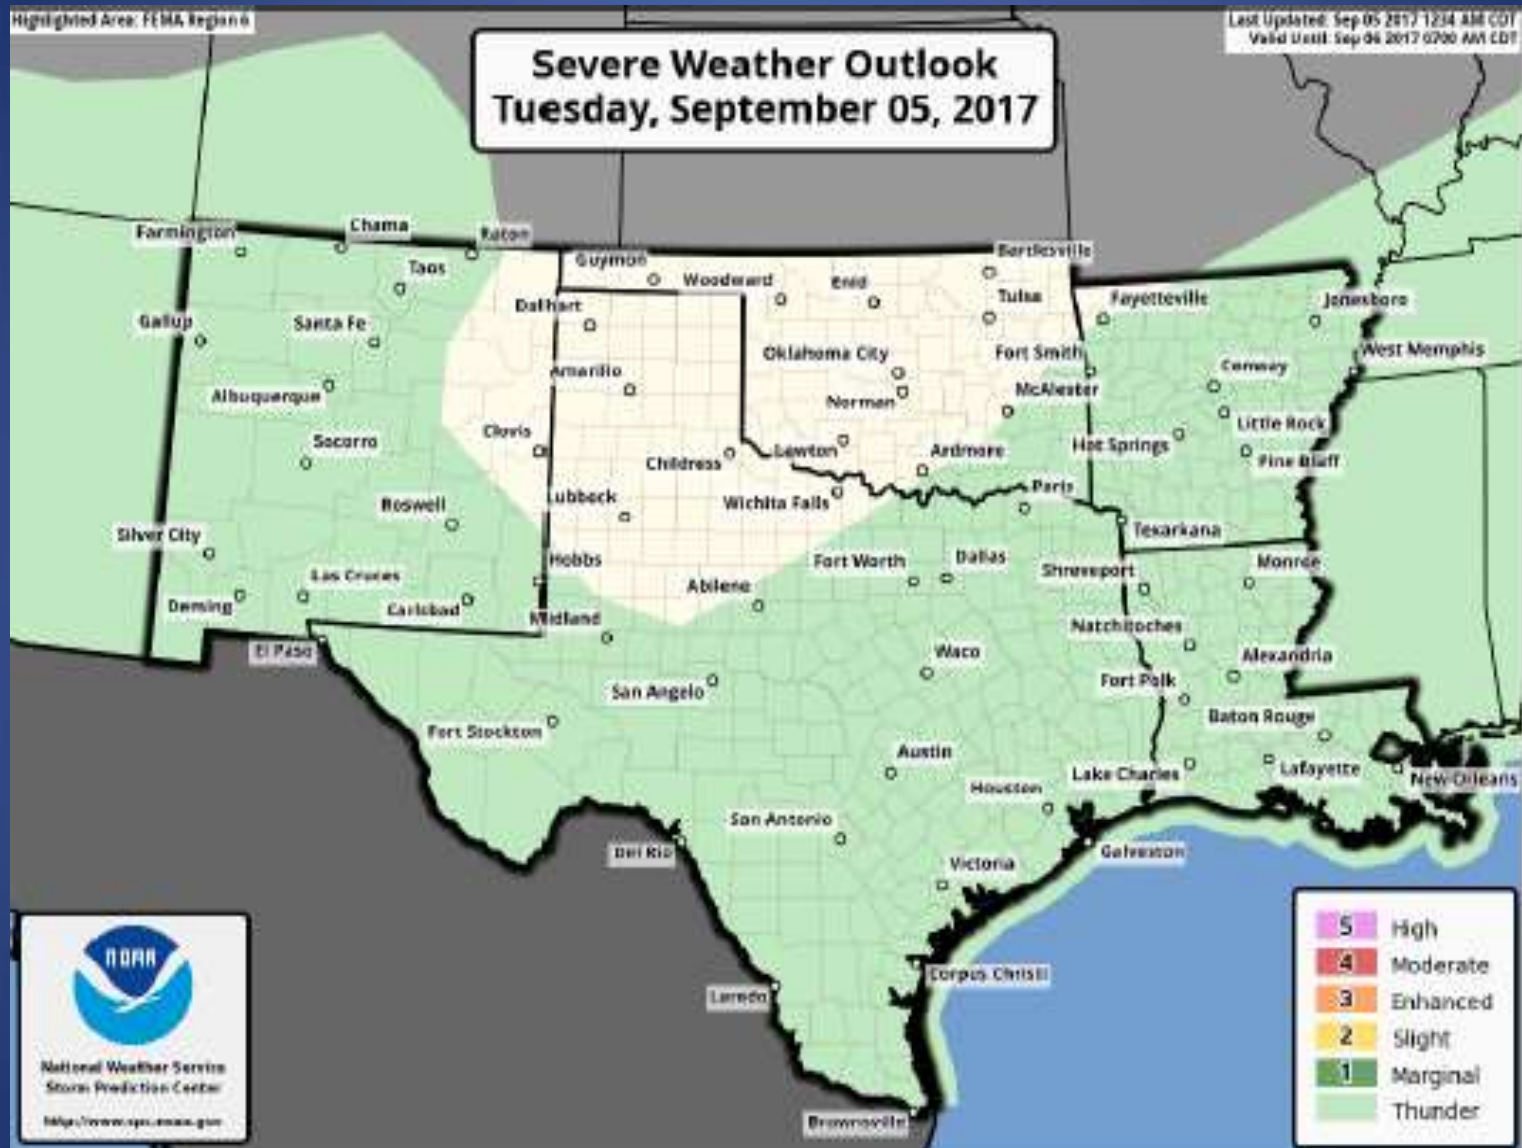 Highlighted Area: FEMA Region 6
Last Updated: Sep 05 2017 1234 AM CDT
Valid Until: Sep 06 2017 0700 AM CDT
Severe Weather Outlook
Tuesday, September 05, 2017
Farmington
Chama
Raton
Taos
Guymon
Woodward
Enid
Bartlesville
Dalhart
Tulsa
Fayetteville
Jonesboro
Gallup
Santa Fe
Oklahoma City
Fort Smith
West Memphis
Amarillo
Conway
Albuquerque
Norman
McAlester
Little Rock
Socorro
Clovis
Childress
Lawton
Ardmore
Hot Springs
Pine Bluff
Roswell
Lubbock
Wichita Falls
Paris
Silver City
Texarkana
Las Cruces
Hobbs
Fort Worth
Dallas
Shreveport
Monroe
Deming
Carlsbad
Abilene
Midland
Natchitoches
El Paso
Waco
Alexandria
San Angelo
Fort Polk
Fort Stockton
Baton Rouge
Austin
Lake Charles
Lafayette
New Orleans
Houston
San Antonio
Del Rio
Galveston
Victoria
Corpus Christi
Laredo
Brownsville
NOAA
National Weather Service
Storm Prediction Center
http://www.spc.noaa.gov
5 High
4 Moderate
3 Enhanced
2 Slight
1 Marginal
Thunder